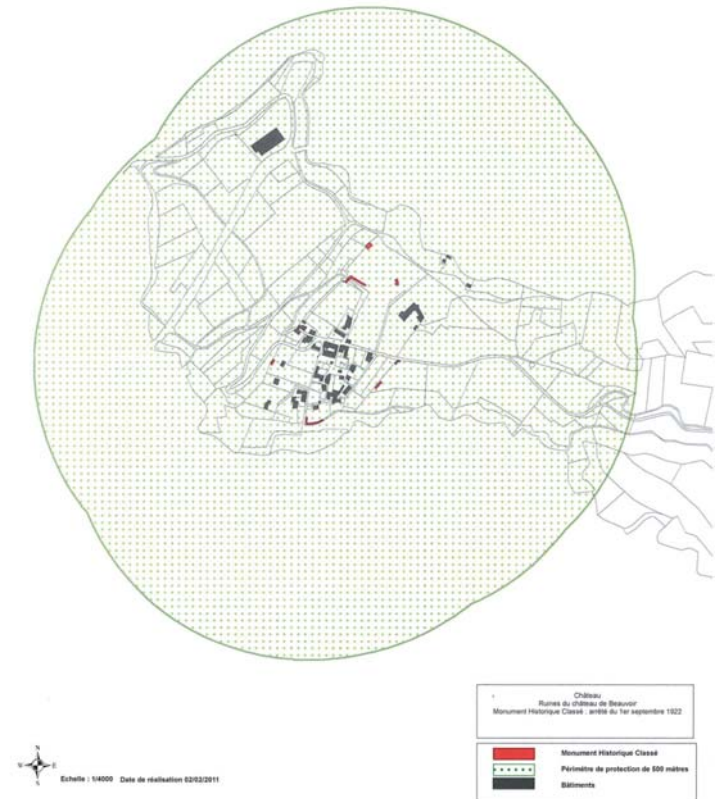 Château
Ruines du château de Beauvoir
Monument Historique Classé : arrêté du 1er septembre 1922
Monument Historique Classé
Périmètre de protection de 500 mètres
Bâtiments
N
W E
S
Echelle : 1/4000 Date de réalisation 02/02/2011